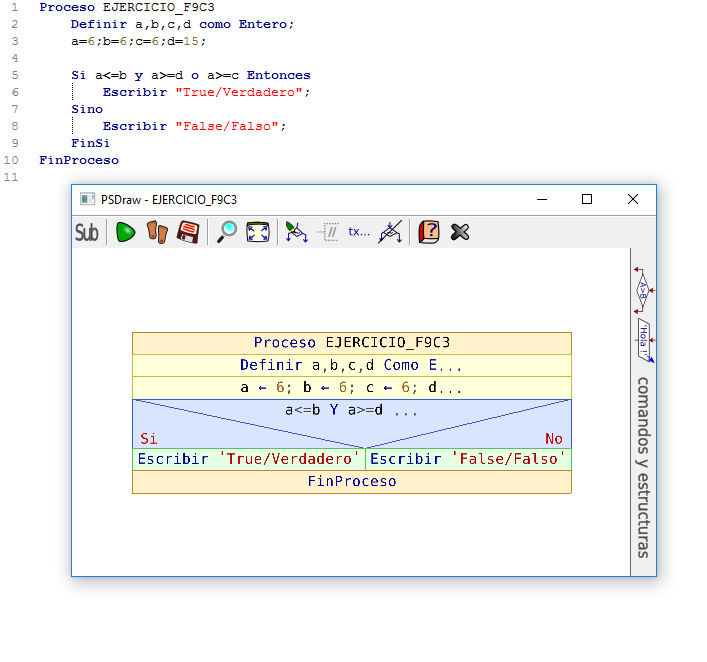 1 Proceso EJERCICIO_F9C3
2 Definir a,b,c,d como Entero;
3 a=6;b=6;c=6;d=15;
4
5 Si a<=b y a>=d o a>=c Entonces
6 Escribir "True/Verdadero";
7 Sino
8 Escribir "False/Falso";
9 FinSi
10 FinProceso
11
PSDraw - EJERCICIO_F9C3
Sub // tx... ?
Proceso EJERCICIO_F9C3
Definir a,b,c,d Como E...
a ← 6; b ← 6; c ← 6; d...
a<=b Y a>=d ...
Si No
Escribir 'True/Verdadero' Escribir 'False/Falso'
FinProceso
A>B
"Hola !"
comandos y estructuras